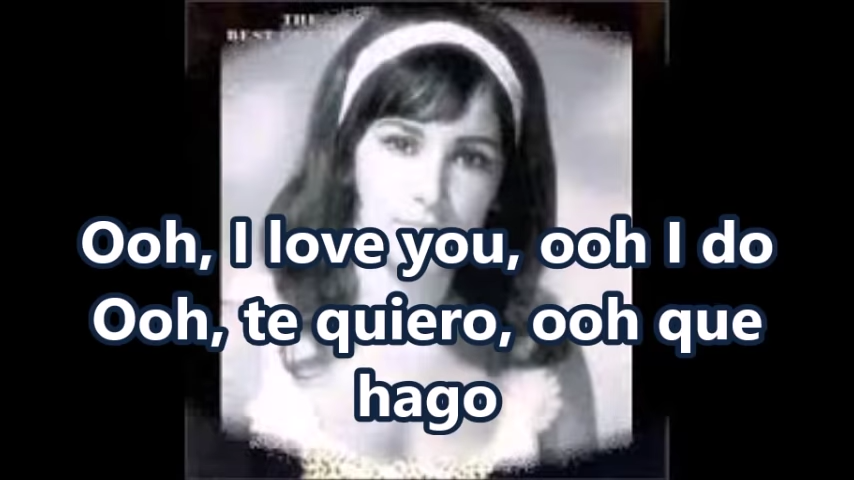 THE
BEST
Ooh, I love you, ooh I do
Ooh, te quiero, ooh que
hago